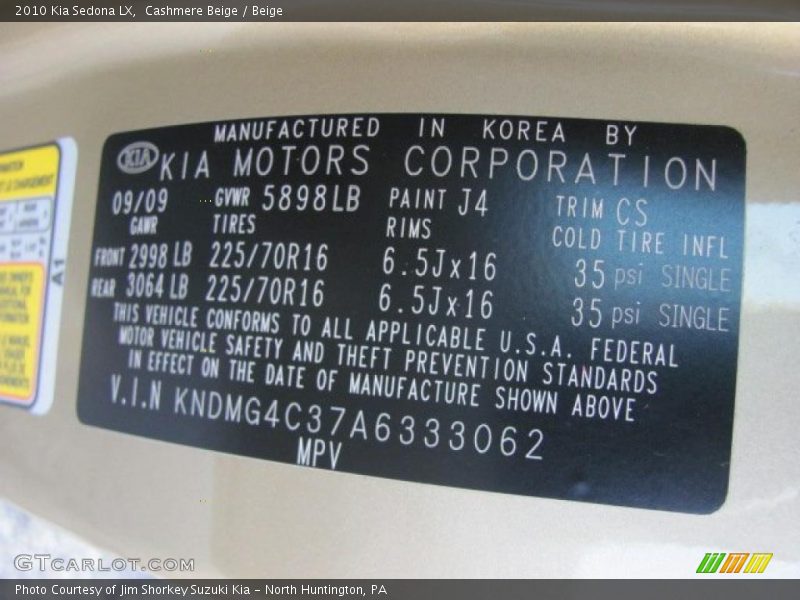 2010 Kia Sedona LX, Cashmere Beige / Beige
MANUFACTURED IN KOREA BY
KIA KIA MOTORS CORPORATION
09/09 GVWR 5898LB PAINT J4 TRIM CS
GAWR TIRES RIMS COLD TIRE INFL
FRONT 2998 LB 225/70R16 6.5Jx16 35 psi SINGLE
REAR 3064 LB 225/70R16 6.5Jx16 35 psi SINGLE
THIS VEHICLE CONFORMS TO ALL APPLICABLE U.S.A. FEDERAL
MOTOR VEHICLE SAFETY AND THEFT PREVENTION STANDARDS
IN EFFECT ON THE DATE OF MANUFACTURE SHOWN ABOVE
V.I.N KNDMG4C37A6333062
MPV
A1
GTCARLOT.COM
Photo Courtesy of Jim Shorkey Suzuki Kia - North Huntington, PA